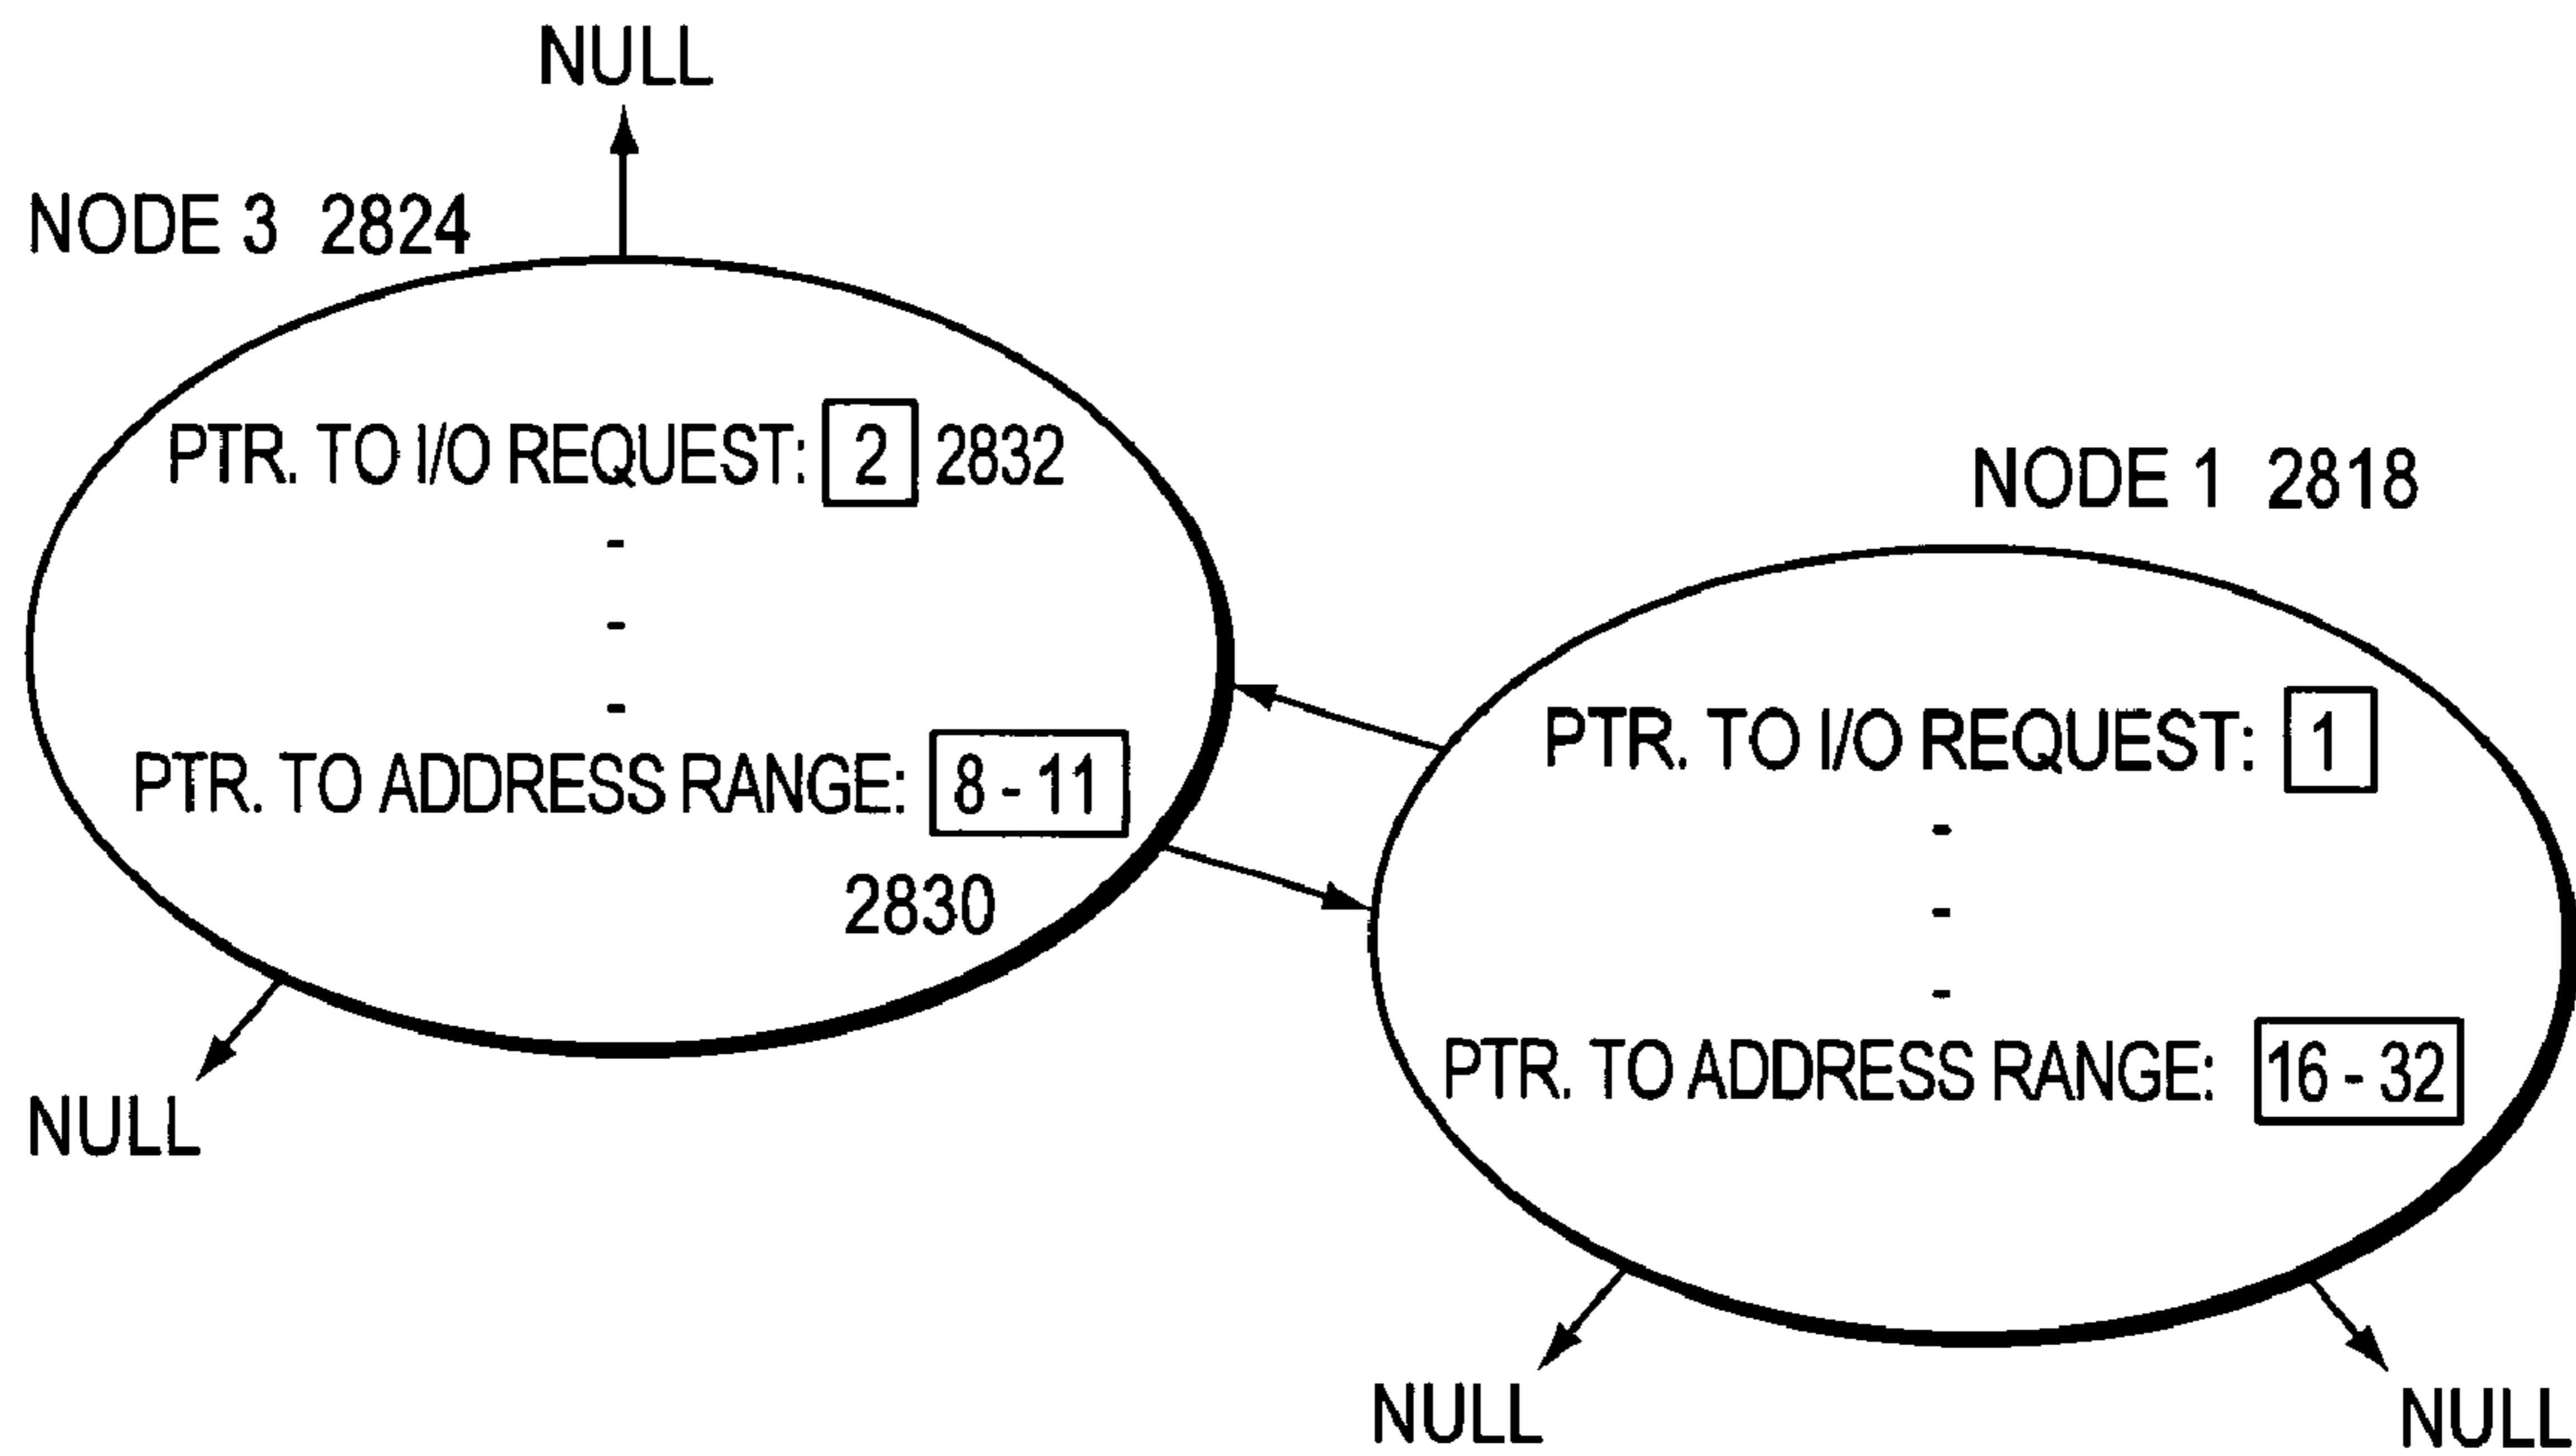 NULL
NODE 3 2824
PTR. TO I/O REQUEST: 2 2832
-
-
-
PTR. TO ADDRESS RANGE: 8 - 11
2830
NULL
NODE 1 2818
PTR. TO I/O REQUEST: 1
-
-
-
PTR. TO ADDRESS RANGE: 16 - 32
NULL
NULL